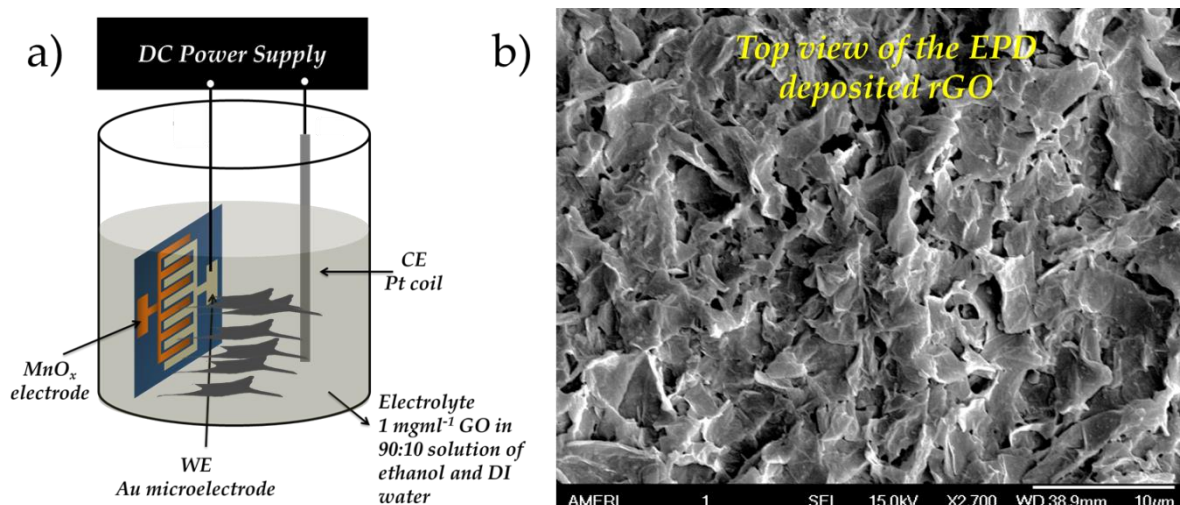 a)
DC Power Supply
CE
Pt coil
MnOₓ
electrode
WE
Au microelectrode
Electrolyte
1 mgml⁻¹ GO in
90:10 solution of
ethanol and DI
water
b)
Top view of the EPD
deposited rGO
AMERI 1 SEI 15.0kV X2,700 WD 38.9mm 10µm